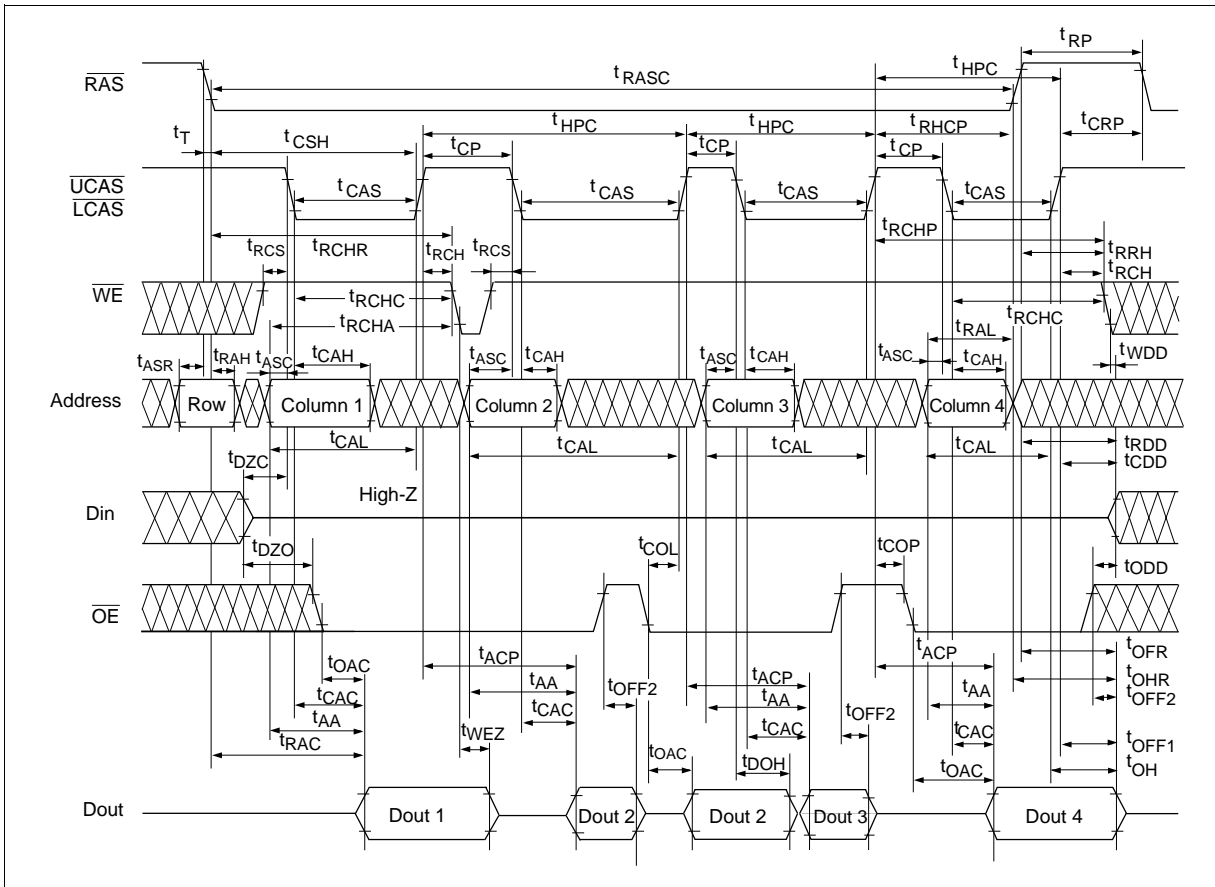 tRP
tHPC
RAS
tRASC
tT
tCSH
tHPC
tHPC
tRHCP
tCRP
tCP
tCP
tCP
UCAS
LCAS
tCAS
tCAS
tCAS
tCAS
tRCS
tRCHR
tRCH
tRCS
tRCHP
tRRH
tRCH
WE
tRCHC
tRCHA
tRCHC
tRAL
tWDD
tASR
tRAH
tASC
tCAH
tASC
tCAH
tASC
tCAH
tASC
tCAH
Address
Row
Column 1
Column 2
Column 3
Column 4
tCAL
tCAL
tCAL
tCAL
tRDD
tCDD
tDZC
High-Z
Din
tDZO
tCOL
tCOP
tODD
OE
tOAC
tACP
tACP
tACP
tOFR
tCAC
tAA
tOFF2
tAA
tOFF2
tAA
tOHR
tOFF2
tAA
tCAC
tCAC
tCAC
tRAC
tWEZ
tOAC
tDOH
tOAC
tOFF1
tOH
Dout
Dout 1
Dout 2
Dout 2
Dout 3
Dout 4